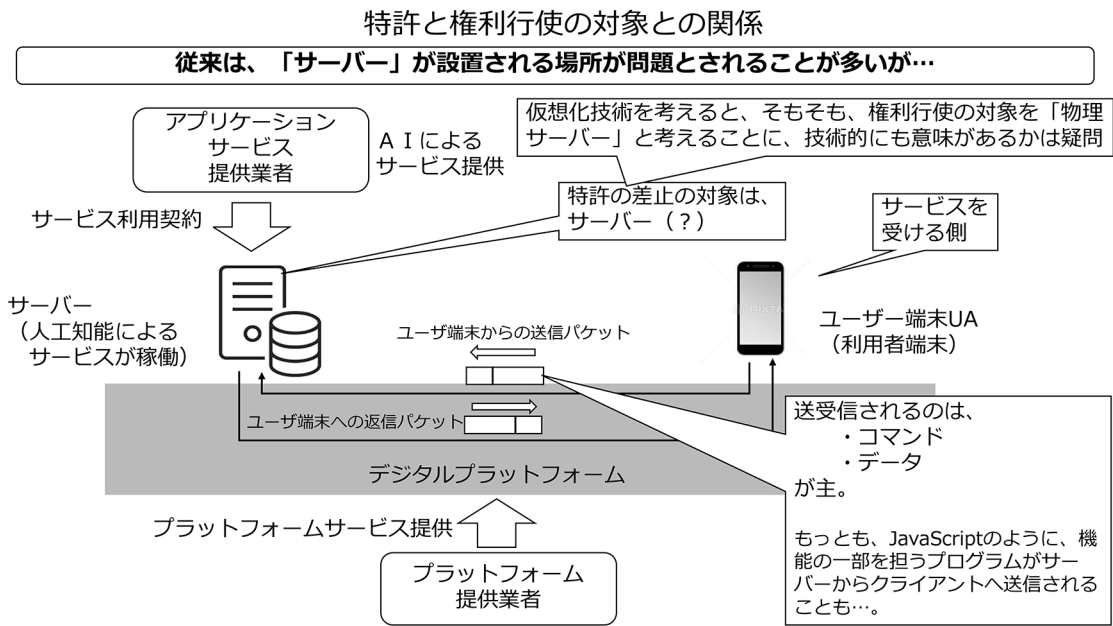 特許と権利行使の対象との関係
従来は、「サーバー」が設置される場所が問題とされることが多いが…
アプリケーション
サービス
提供業者
ＡＩによる
サービス提供
仮想化技術を考えると、そもそも、権利行使の対象を「物理
サーバー」と考えることに、技術的にも意味があるかは疑問
特許の差止の対象は、
サーバー（？）
サービスを
受ける側
サービス利用契約
サーバー
（人工知能による
サービスが稼働）
ユーザ端末からの送信パケット
PIXTA
ユーザー端末UA
（利用者端末）
ユーザ端末への返信パケット
送受信されるのは、
・コマンド
・データ
が主。
もっとも、JavaScriptのように、機
能の一部を担うプログラムがサー
バーからクライアントへ送信される
ことも…。
デジタルプラットフォーム
プラットフォームサービス提供
プラットフォーム
提供業者